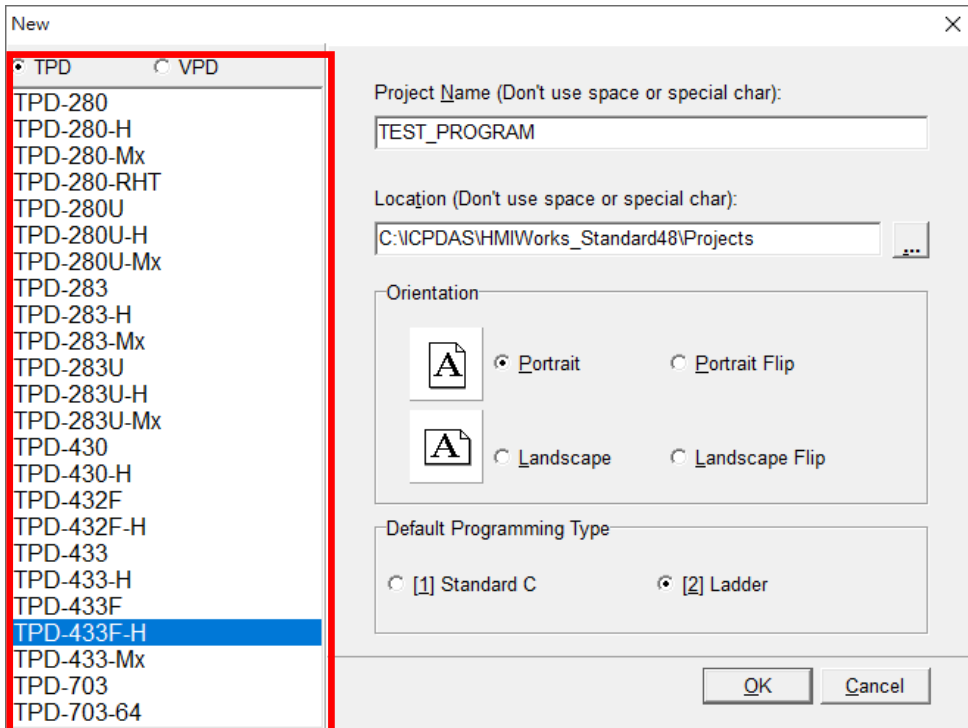 New
TPD VPD
TPD-280
TPD-280-H
TPD-280-Mx
TPD-280-RHT
TPD-280U
TPD-280U-H
TPD-280U-Mx
TPD-283
TPD-283-H
TPD-283-Mx
TPD-283U
TPD-283U-H
TPD-283U-Mx
TPD-430
TPD-430-H
TPD-432F
TPD-432F-H
TPD-433
TPD-433-H
TPD-433F
TPD-433F-H
TPD-433-Mx
TPD-703
TPD-703-64
Project Name (Don't use space or special char):
TEST_PROGRAM
Location (Don't use space or special char):
C:\ICPDAS\HMIWorks_Standard48\Projects
...
Orientation
A Portrait Portrait Flip
A Landscape Landscape Flip
Default Programming Type
[1] Standard C [2] Ladder
OK Cancel